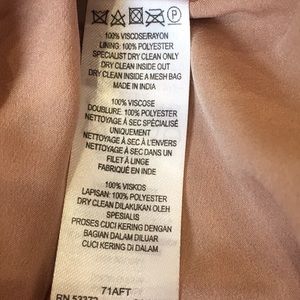 100% VISCOSE/RAYON
LINING: 100% POLYESTER
SPECIALIST DRY CLEAN ONLY
DRY CLEAN INSIDE OUT
DRY CLEAN INSIDE A MESH BAG
MADE IN INDIA
100% VISCOSE
DOUBLURE: 100% POLYESTER
NETTOYAGE À SEC SPÉCIALISÉ
UNIQUEMENT
NETTOYAGE À SEC À L'ENVERS
NETTOYAGE À SEC DANS UN
FILET À LINGE
FABRIQUÉ EN INDE
100% VISKOS
LAPISAN: 100% POLYESTER
DRY CLEAN DILAKUKAN OLEH
SPESIALIS
PROSES CUCI KERING DENGAN
BAGIAN DALAM DILUAR
CUCI KERING DI DALAM
71AFT
RN 53372